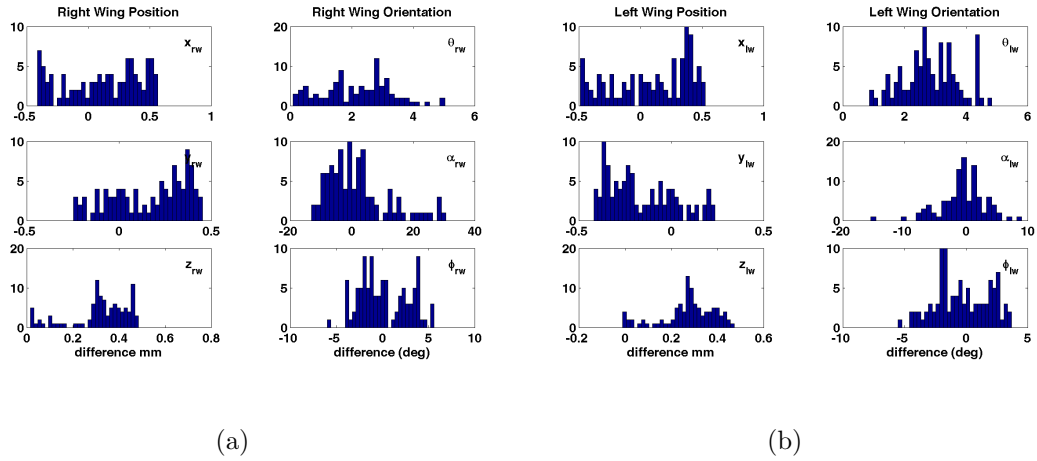 Right Wing Position
Right Wing Orientation
Left Wing Position
Left Wing Orientation
10
5
0
-0.5 0 0.5 1
x_rw
20
10
0
0 2 4 6
θ_rw
10
5
0
-0.5 0 0.5 1
x_lw
10
5
0
0 2 4 6
θ_lw
10
5
0
-0.5 0 0.5
y_rw
10
5
0
-40 -20 0 20 40
α_rw
10
5
0
-0.5 0 0.5
y_lw
20
10
0
-20 -10 0 10
α_lw
20
10
0
0 0.2 0.4 0.6 0.8
z_rw
difference mm
10
5
0
-10 -5 0 5 10
ϕ_rw
difference (deg)
20
10
0
-0.2 0 0.2 0.4 0.6
z_lw
difference mm
10
5
0
-10 -5 0 5
ϕ_lw
difference (deg)
(a)
(b)